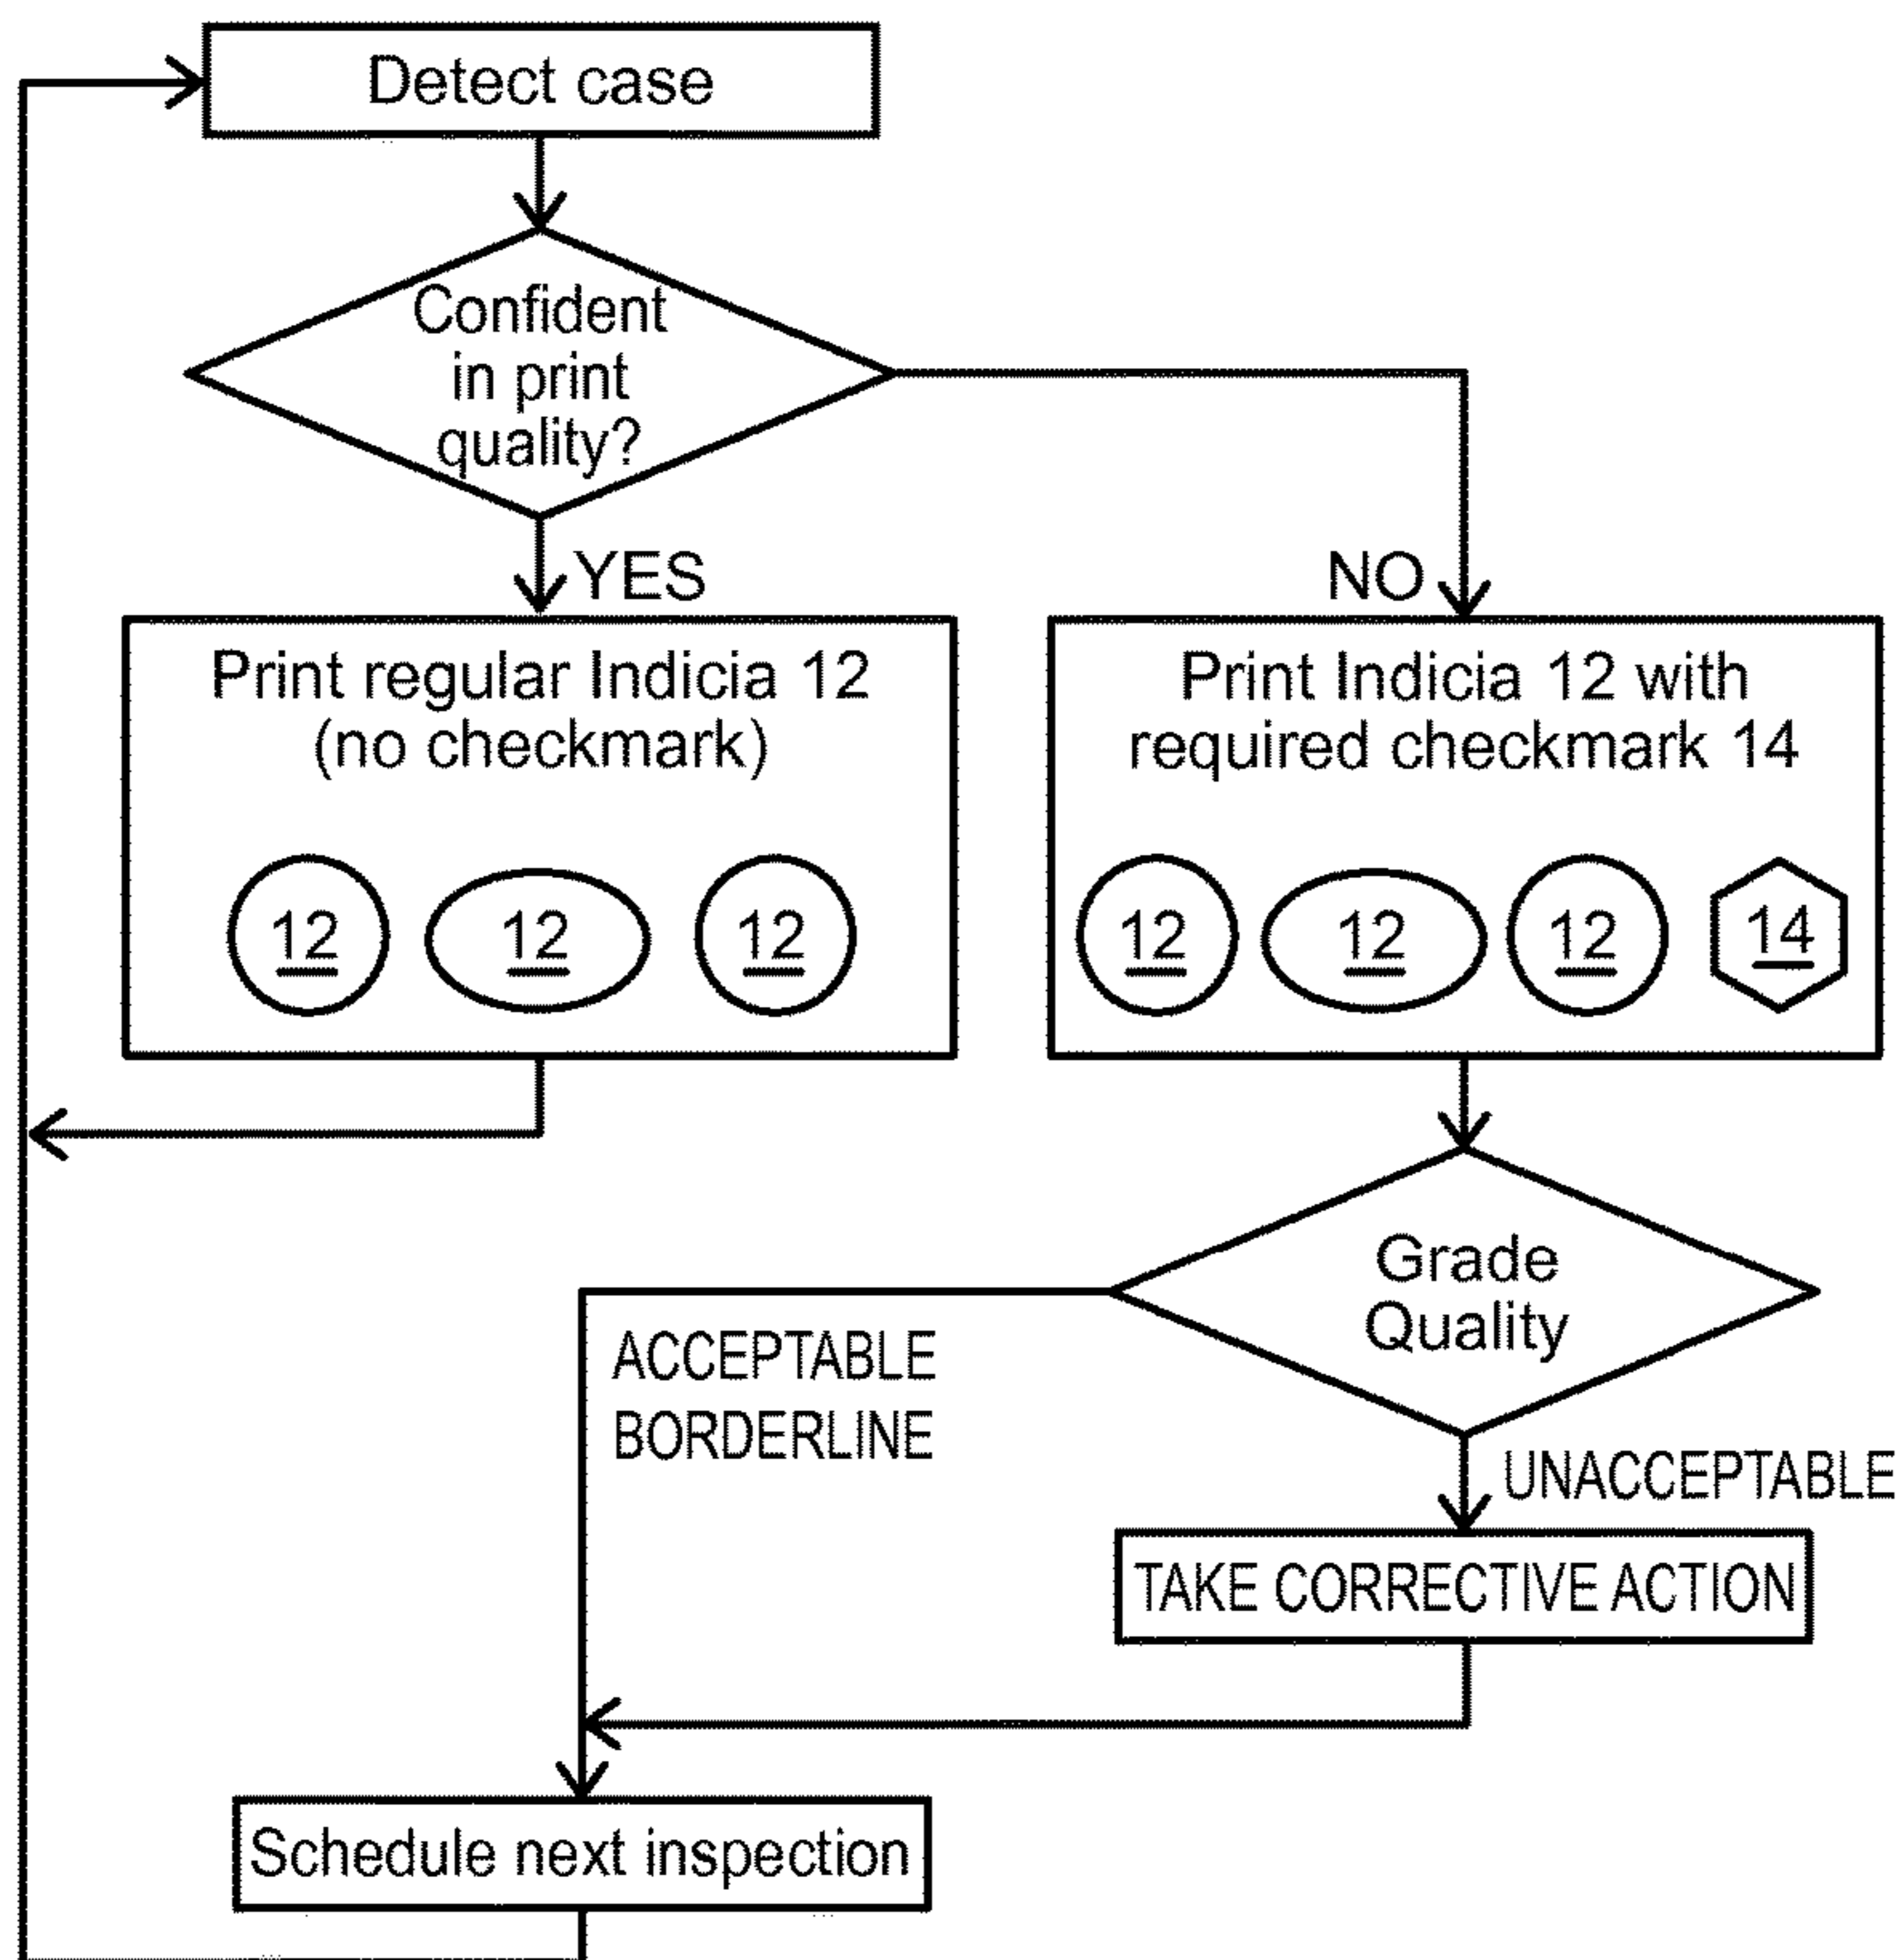 Detect case
Confident
in print
quality?
YES
NO
Print regular Indicia 12
(no checkmark)
12 12 12
Print Indicia 12 with
required checkmark 14
12 12 12 14
Grade
Quality
ACCEPTABLE
BORDERLINE
UNACCEPTABLE
TAKE CORRECTIVE ACTION
Schedule next inspection